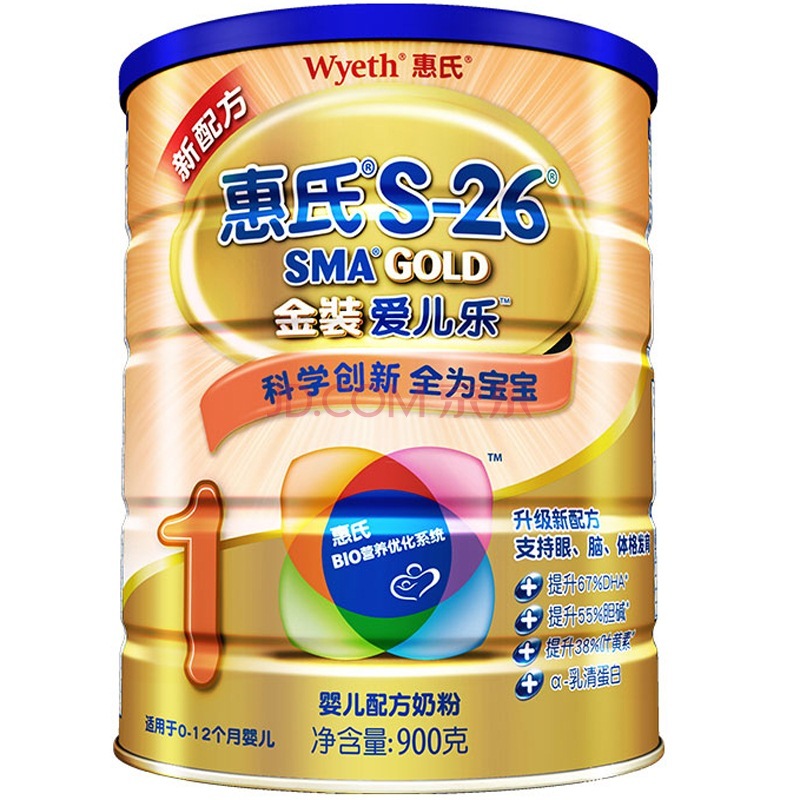 Wyeth® 惠氏®
新配方
惠氏® S-26®
SMA® GOLD
金装 爱儿乐™
科学创新 全为宝宝
JD.COM 京东
TM
惠氏
BIO营养优化系统
1
升级新配方
支持眼、脑、体格发育
提升67%DHA*
提升55%胆碱*
提升38%叶黄素*
α-乳清蛋白
婴儿配方奶粉
适用于0-12个月婴儿
净含量:900克